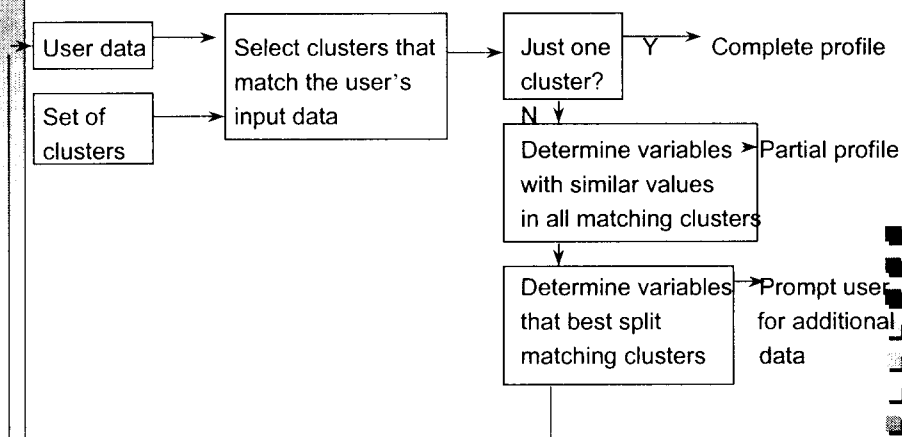 User data
Set of
clusters
Select clusters that
match the user's
input data
Just one
cluster?
Y
Complete profile
N
Determine variables
with similar values
in all matching clusters
Partial profile
Determine variables
that best split
matching clusters
Prompt user
for additional
data